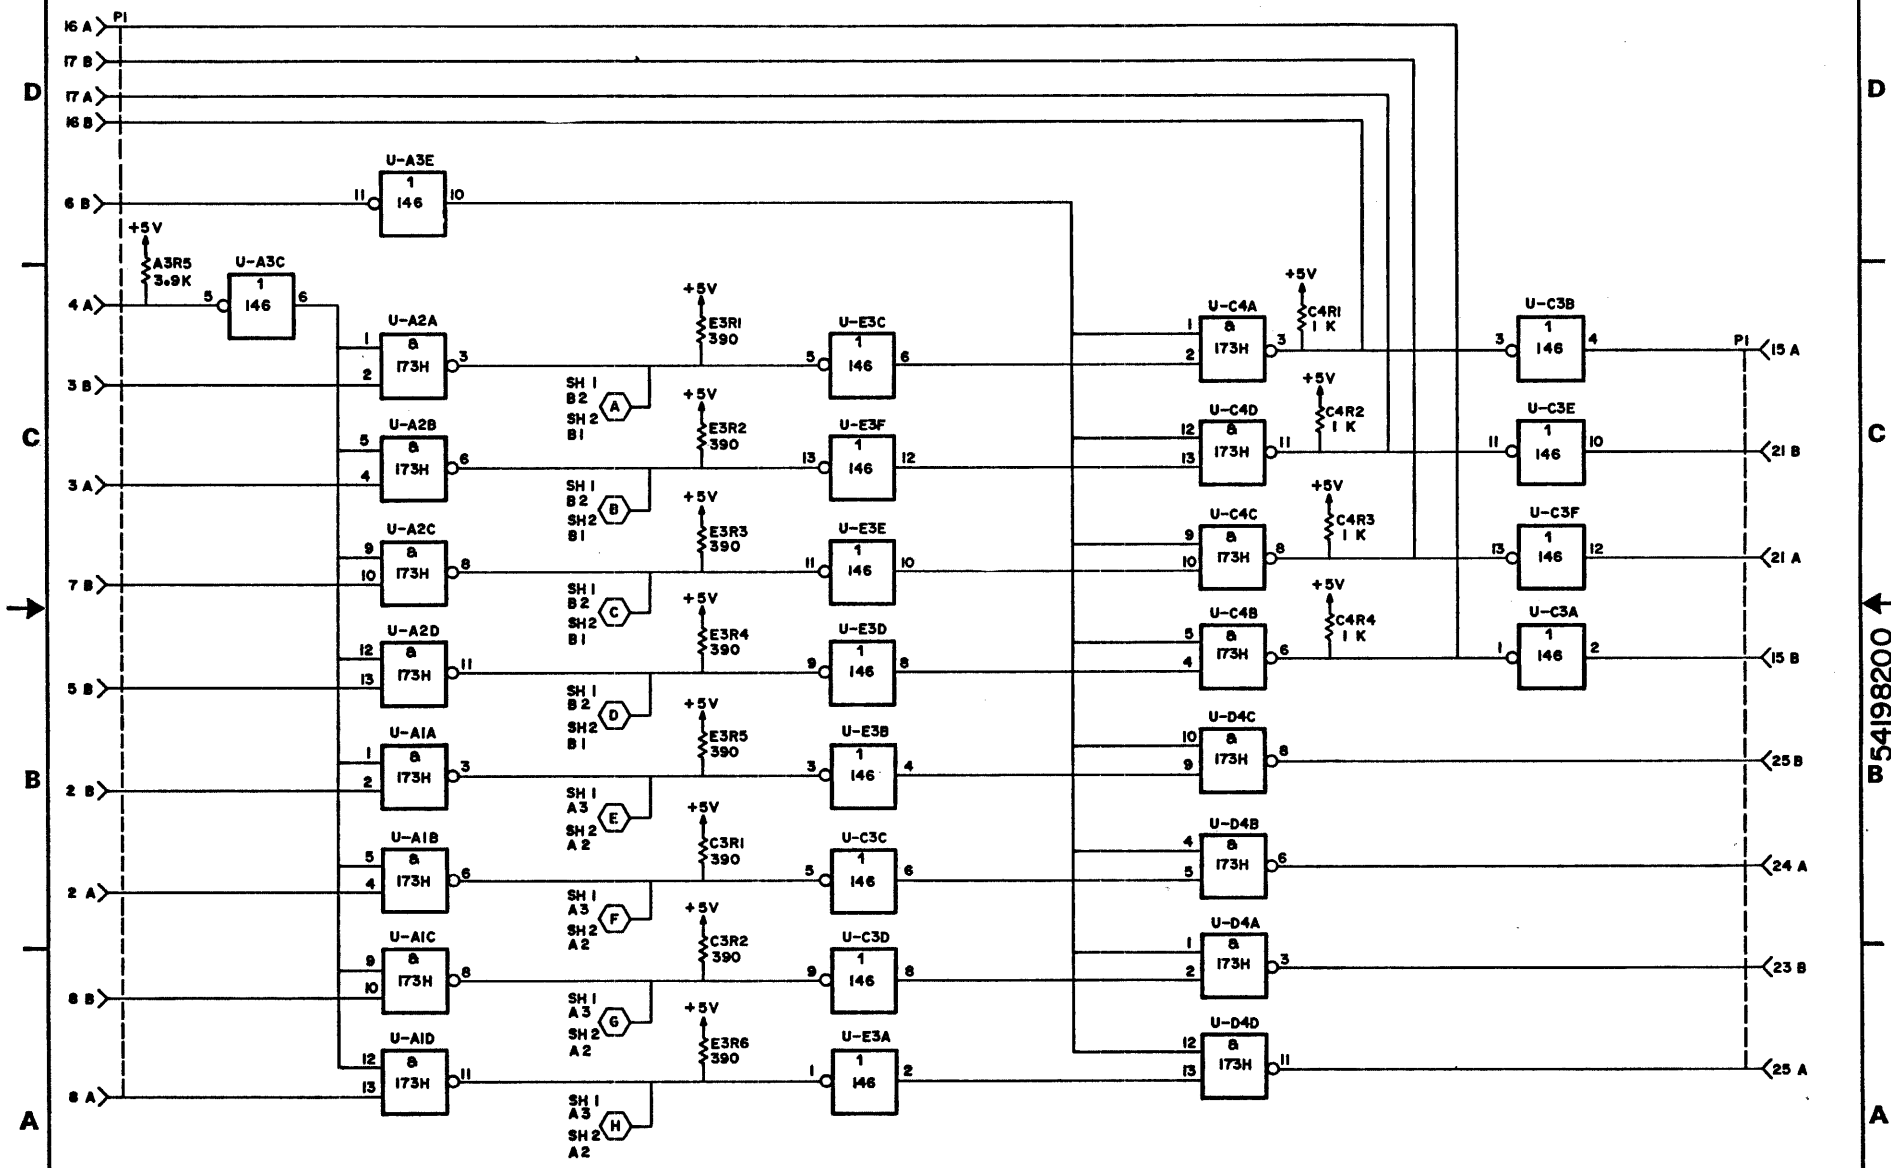 16 A P1
17 B
D D
17 A
16 B
U-A3E
1
6 B 11 146 10
+5V
A3R5
3.9K
U-A3C
1
4 A 5 146 6
+5V
E3R1
390
+5V
C4R1
1 K
U-A2A
1 & 3
2 173H
3 B
SH 1
B2
SH 2
B1
A
U-E3C
1
5 146 6
U-C4A
1 & 3
2 173H
U-C3B
1
3 146 4
P1 15 A
+5V
E3R2
390
+5V
C4R2
1 K
C C
U-A2B
5 & 6
4 173H
3 A
SH 1
B2
SH 2
B1
B
U-E3F
1
13 146 12
U-C4D
12 & 11
13 173H
U-C3E
1
11 146 10
21 B
+5V
E3R3
390
+5V
C4R3
1 K
U-A2C
9 & 8
10 173H
7 B
SH 1
B2
SH 2
B1
C
U-E3E
1
11 146 10
U-C4C
9 & 8
10 173H
U-C3F
1
13 146 12
21 A
+5V
E3R4
390
+5V
C4R4
1 K
U-A2D
12 & 11
13 173H
5 B
SH 1
B2
SH 2
B1
D
U-E3D
1
9 146 8
U-C4B
5 & 6
4 173H
U-C3A
1
1 146 2
15 B
54198200
+5V
E3R5
390
B B
U-A1A
1 & 3
2 173H
2 B
SH 1
A3
SH 2
A2
E
U-E3B
1
3 146 4
U-D4C
10 & 8
9 173H
25 B
+5V
C3R1
390
U-A1B
5 & 6
4 173H
2 A
SH 1
A3
SH 2
A2
F
U-C3C
1
5 146 6
U-D4B
4 & 6
5 173H
24 A
+5V
C3R2
390
U-A1C
9 & 8
10 173H
8 B
SH 1
A3
SH 2
A2
G
U-C3D
1
9 146 8
U-D4A
1 & 3
2 173H
23 B
+5V
E3R6
390
U-A1D
12 & 11
13 173H
8 A
SH 1
A3
SH 2
A2
H
U-E3A
1
1 146 2
U-D4D
12 & 11
13 173H
25 A
A A